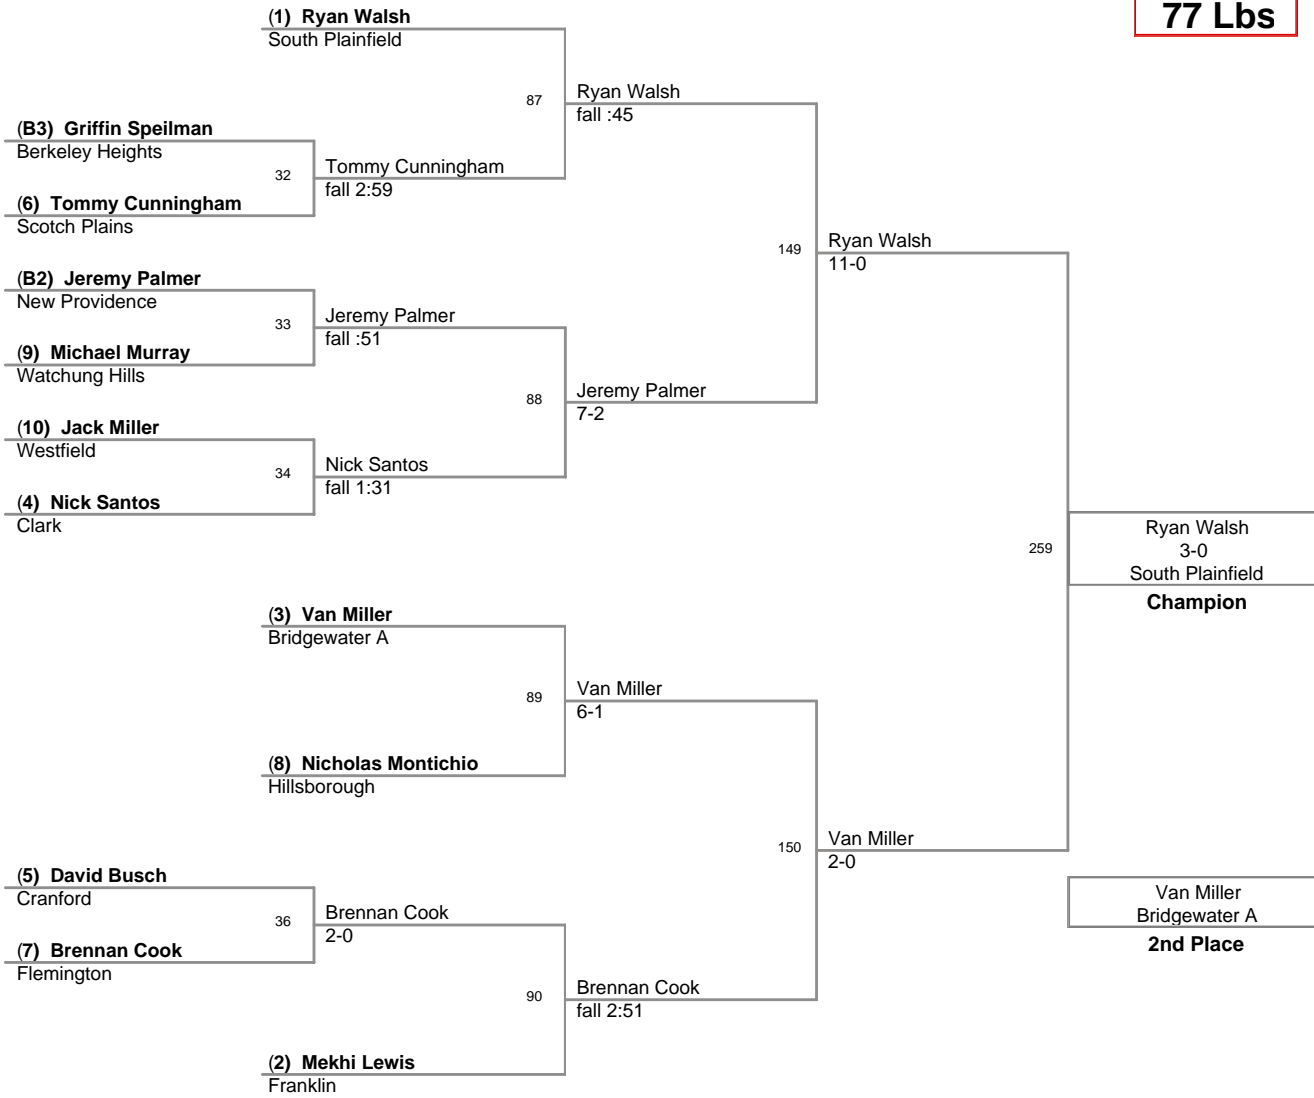 77 Lbs
(1) Ryan Walsh
South Plainfield
87
Ryan Walsh
fall :45
(B3) Griffin Speilman
Berkeley Heights
32
Tommy Cunningham
fall 2:59
(6) Tommy Cunningham
Scotch Plains
149
Ryan Walsh
11-0
(B2) Jeremy Palmer
New Providence
33
Jeremy Palmer
fall :51
(9) Michael Murray
Watchung Hills
88
Jeremy Palmer
7-2
(10) Jack Miller
Westfield
34
Nick Santos
fall 1:31
(4) Nick Santos
Clark
259
Ryan Walsh
3-0
South Plainfield
Champion
(3) Van Miller
Bridgewater A
89
Van Miller
6-1
(8) Nicholas Montichio
Hillsborough
150
Van Miller
2-0
(5) David Busch
Cranford
36
Brennan Cook
2-0
(7) Brennan Cook
Flemington
90
Brennan Cook
fall 2:51
(2) Mekhi Lewis
Franklin
Van Miller
Bridgewater A
2nd Place